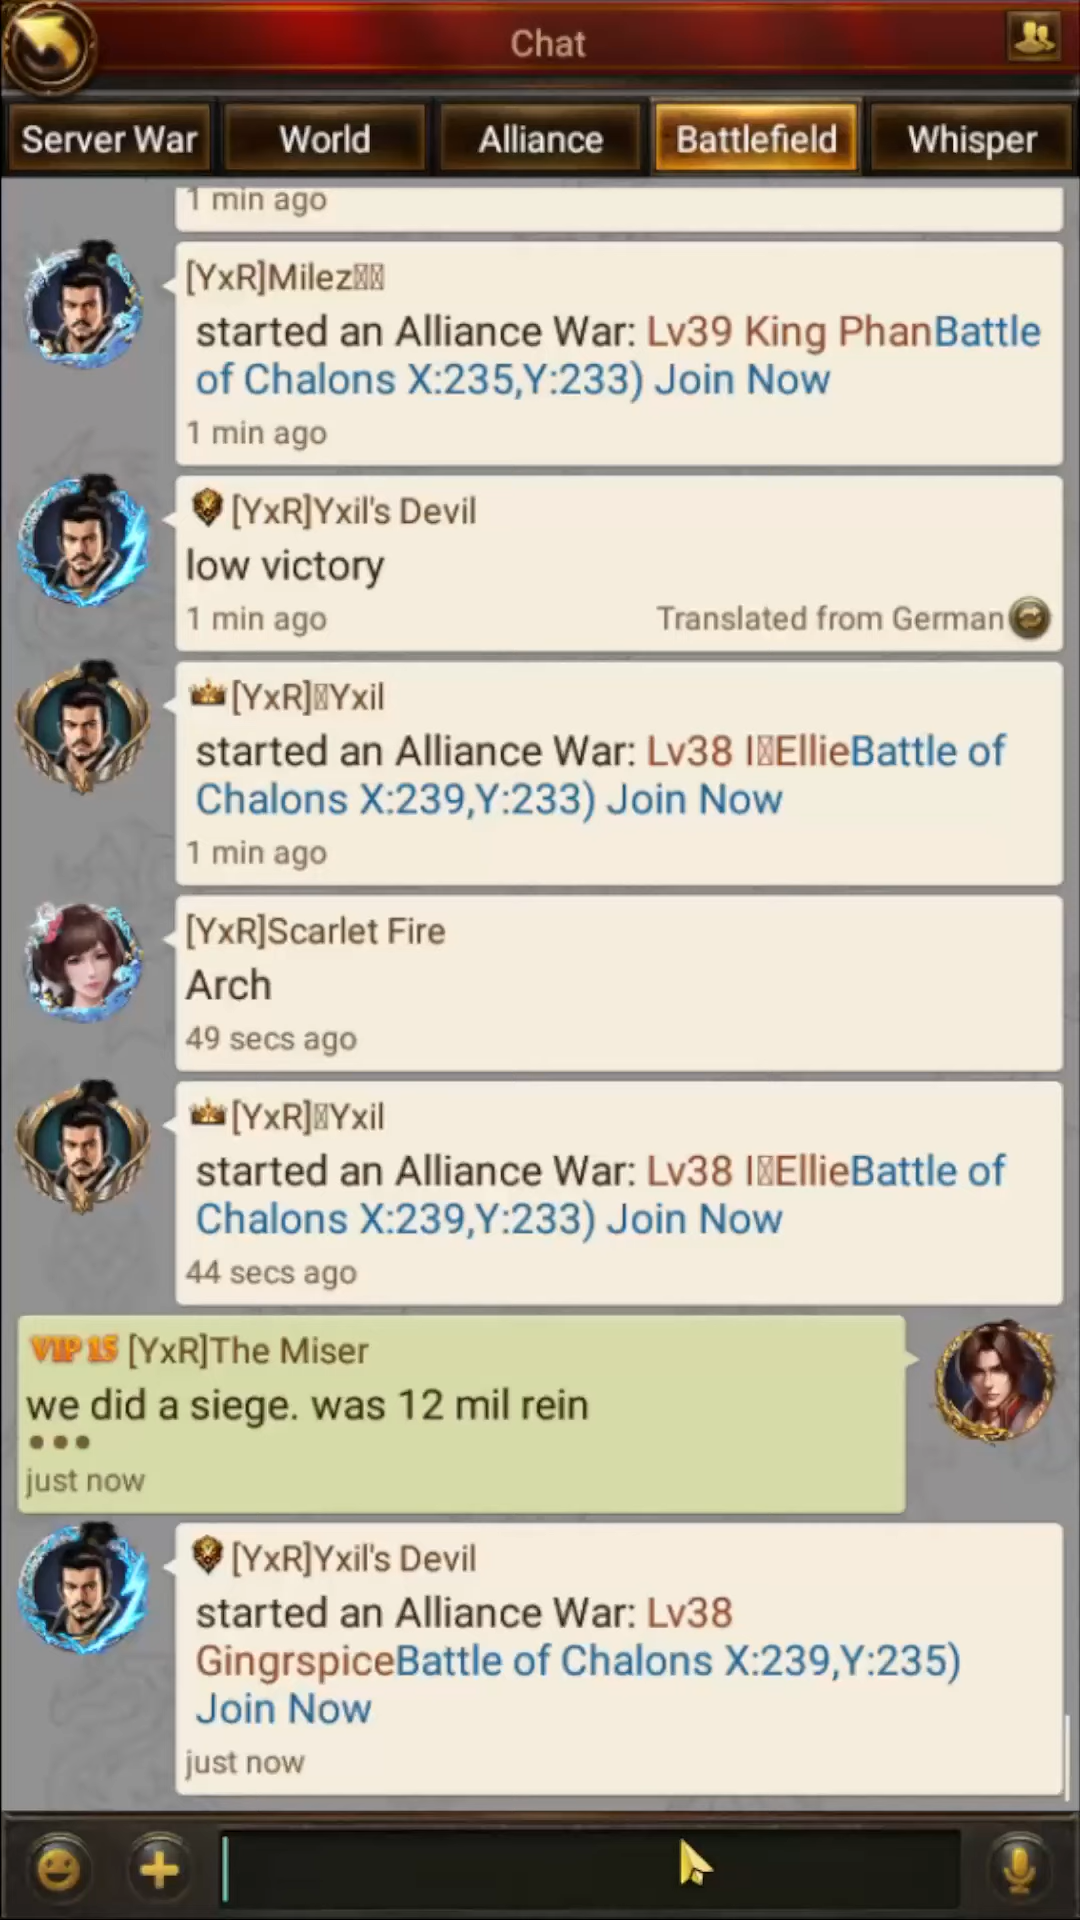 Chat
Server War
World
Alliance
Battlefield
Whisper
1 min ago
[YxR]Milez
started an Alliance War: Lv39 King PhanBattle
of Chalons X:235,Y:233) Join Now
1 min ago
[YxR]Yxil's Devil
low victory
1 min ago
Translated from German
[YxR]Yxil
started an Alliance War: Lv38 I EllieBattle of
Chalons X:239,Y:233) Join Now
1 min ago
[YxR]Scarlet Fire
Arch
49 secs ago
[YxR]Yxil
started an Alliance War: Lv38 I EllieBattle of
Chalons X:239,Y:233) Join Now
44 secs ago
VIP 15 [YxR]The Miser
we did a siege. was 12 mil rein
just now
[YxR]Yxil's Devil
started an Alliance War: Lv38
GingrspiceBattle of Chalons X:239,Y:235)
Join Now
just now